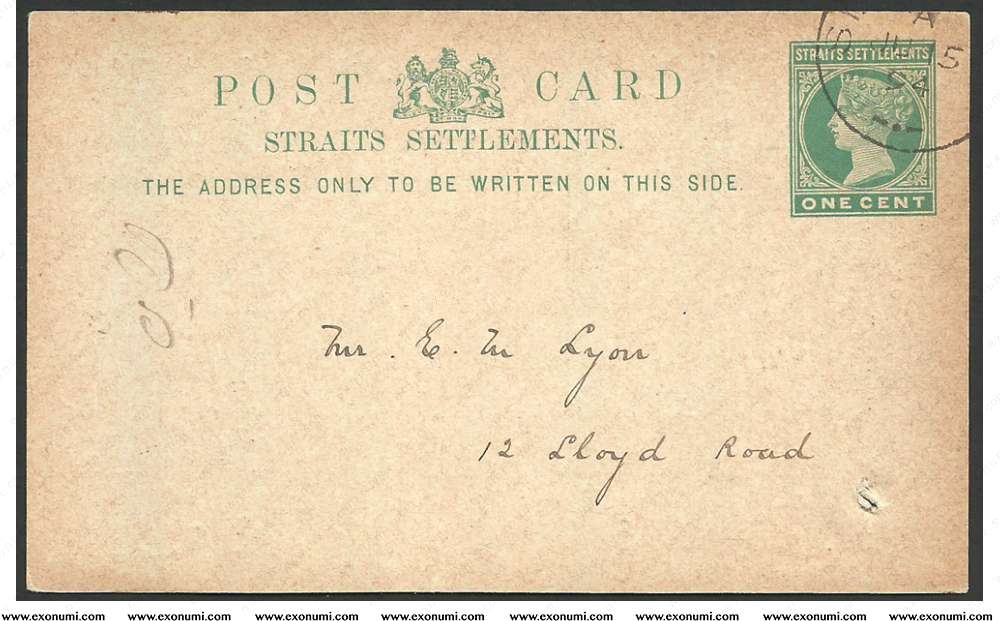 POST CARD
STRAITS SETTLEMENTS.
THE ADDRESS ONLY TO BE WRITTEN ON THIS SIDE.
STRAITS SETTLEMENTS
ONE CENT
Mr. E. M Lyon
12 Lloyd Road
www.exonumi.com www.exonumi.com www.exonumi.com www.exonumi.com www.exonumi.com www.exonumi.com www.exonumi.com www.exonumi.com